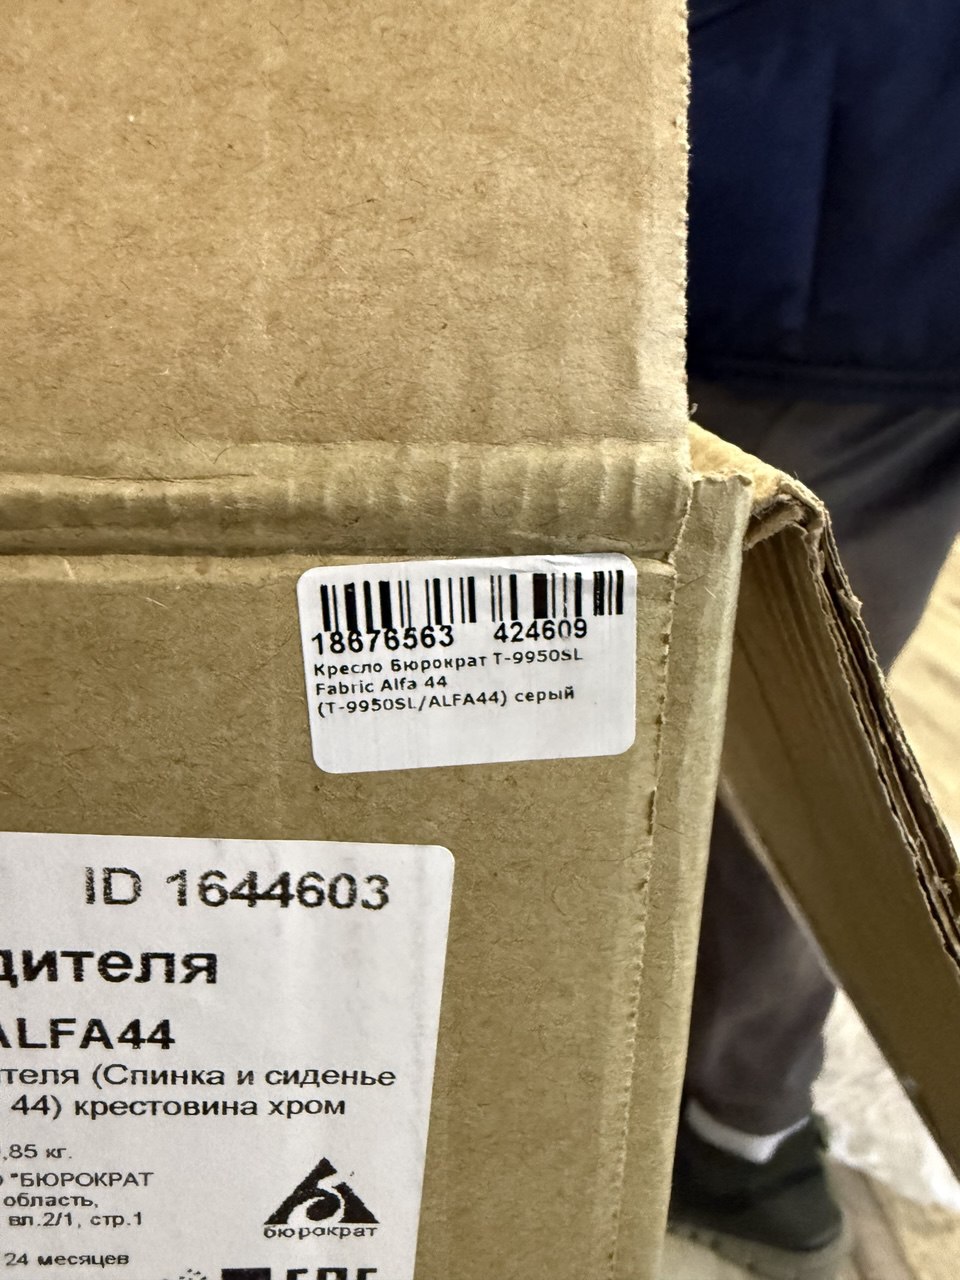 18676563 424609
Кресло Бюрократ T-9950SL
Fabric Alfa 44
(T-9950SL/ALFA44) серый
ID 1644603
дителя
ALFA44
теля (Спинка и сиденье
44) крестовина хром
,85 кг.
"БЮРОКРАТ
область,
вл.2/1, стр.1
бюрократ
24 месяцев